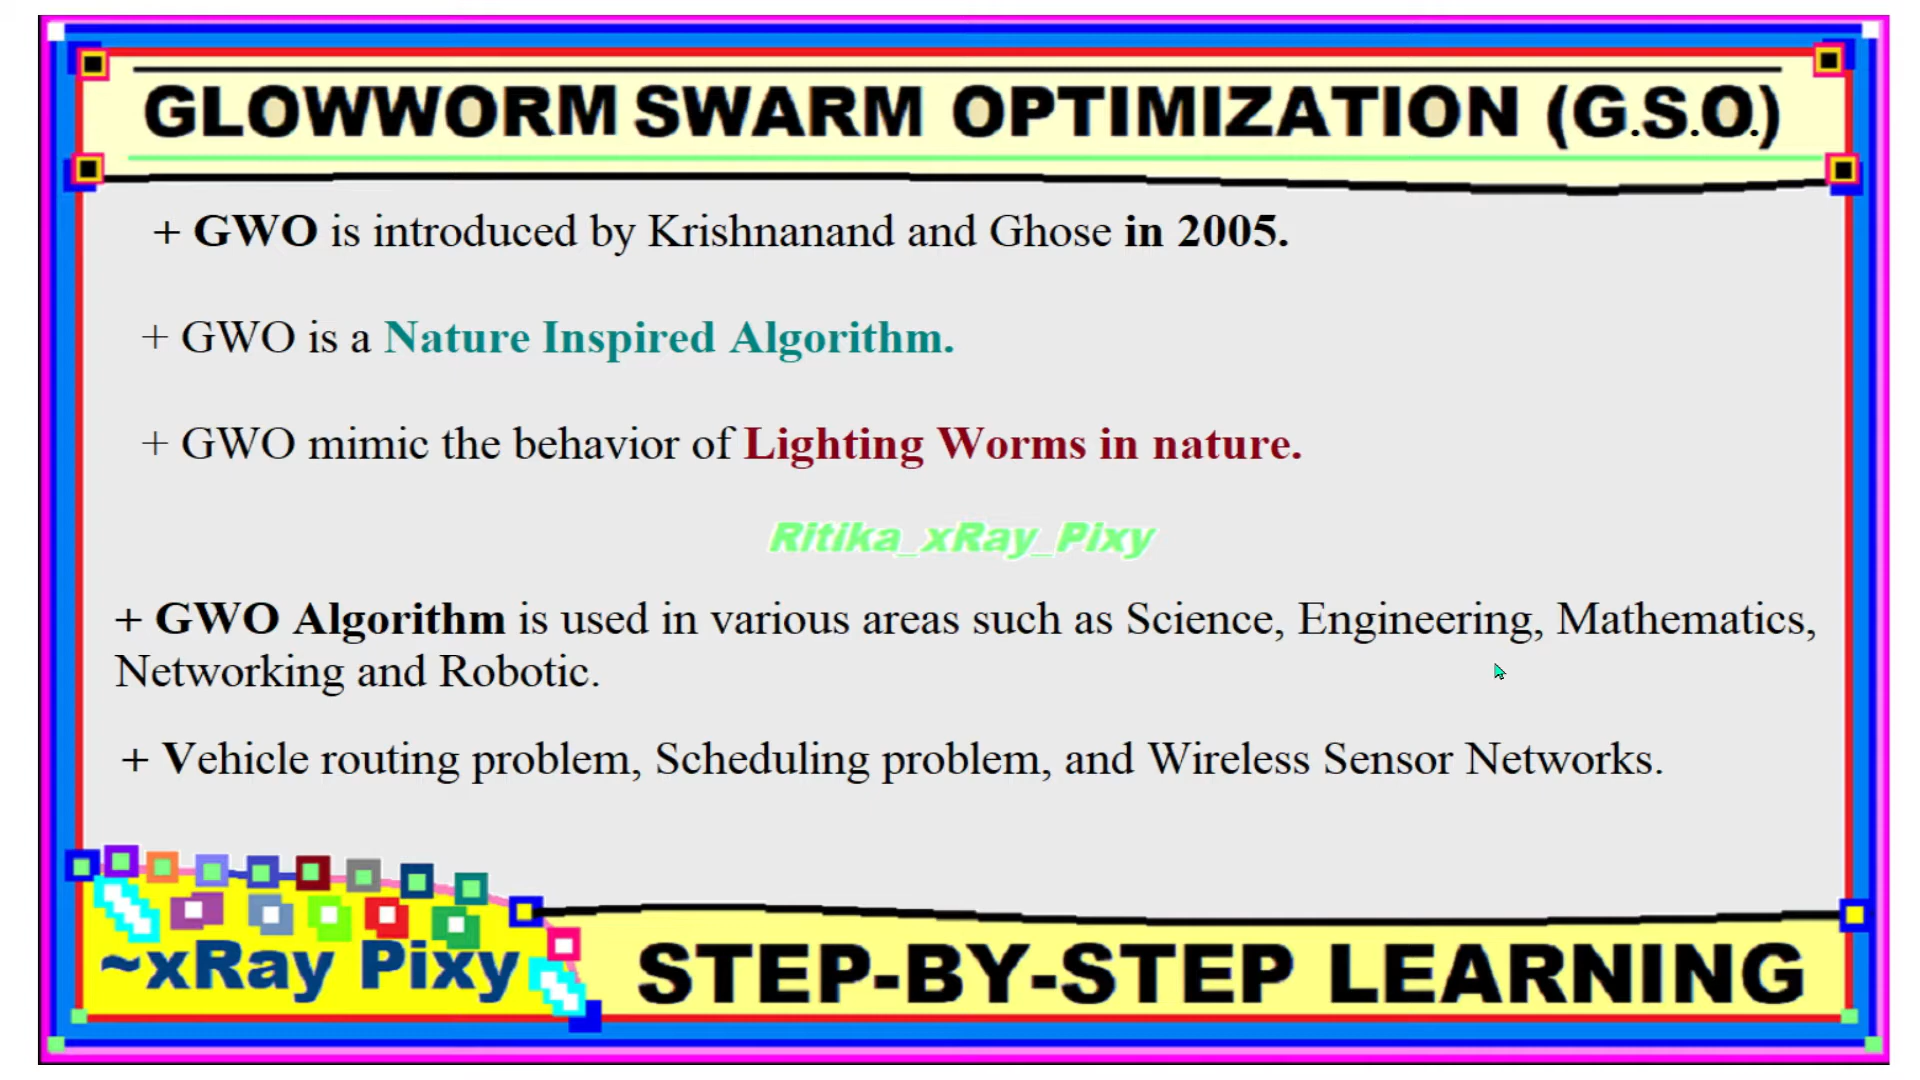 GLOWWORM SWARM OPTIMIZATION (G.S.O.)
+ GWO is introduced by Krishnanand and Ghose in 2005.
+ GWO is a Nature Inspired Algorithm.
+ GWO mimic the behavior of Lighting Worms in nature.
Ritika_xRay_Pixy
+ GWO Algorithm is used in various areas such as Science, Engineering, Mathematics,
Networking and Robotic.
+ Vehicle routing problem, Scheduling problem, and Wireless Sensor Networks.
~xRay Pixy
STEP-BY-STEP LEARNING